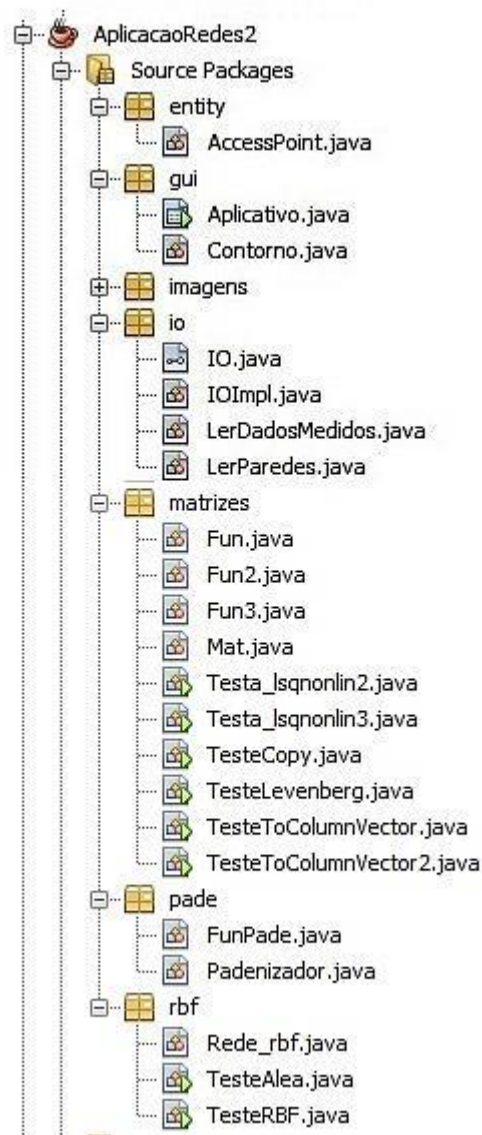 AplicacaoRedes2
Source Packages
entity
AccessPoint.java
gui
Aplicativo.java
Contorno.java
imagens
io
IO.java
IOImpl.java
LerDadosMedidos.java
LerParedes.java
matrizes
Fun.java
Fun2.java
Fun3.java
Mat.java
Testa_lsqnonlin2.java
Testa_lsqnonlin3.java
TesteCopy.java
TesteLevenberg.java
TesteToColumnVector.java
TesteToColumnVector2.java
pade
FunPade.java
Padenizador.java
rbf
Rede_rbf.java
TesteAlea.java
TesteRBF.java